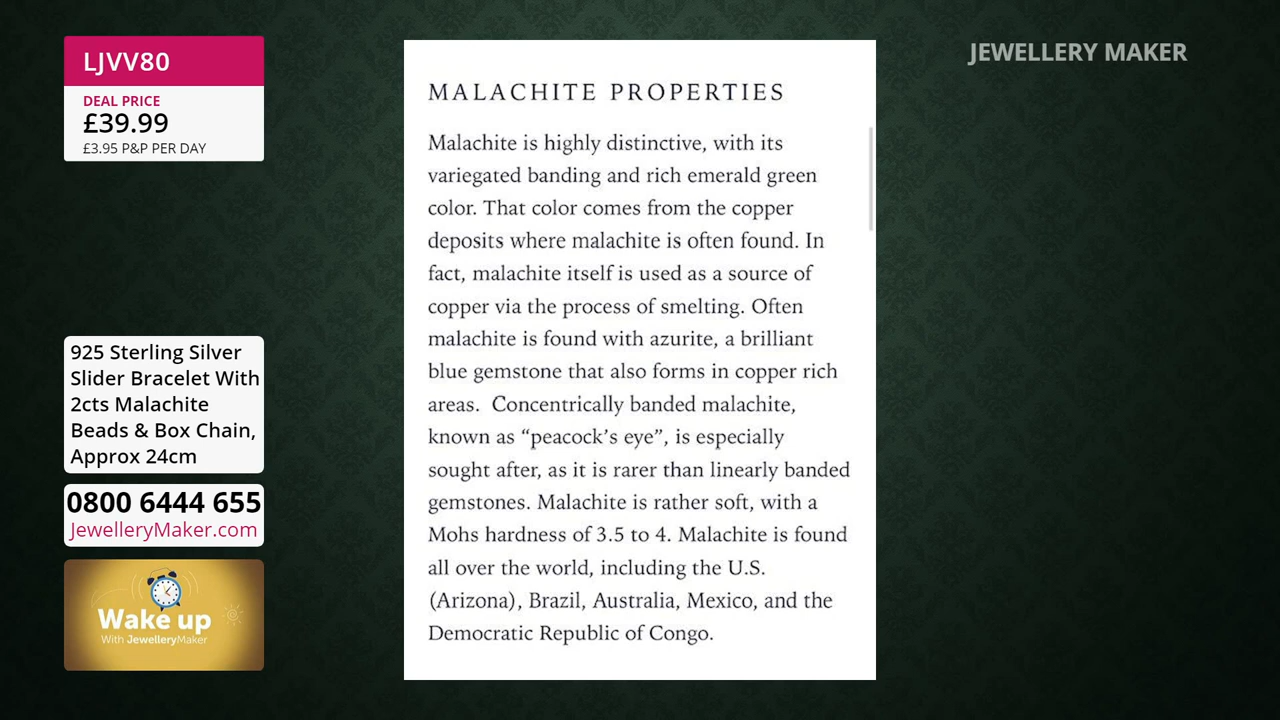 LJVV80
DEAL PRICE
£39.99
£3.95 P&P PER DAY
925 Sterling Silver
Slider Bracelet With
2cts Malachite
Beads & Box Chain,
Approx 24cm
0800 6444 655
JewelleryMaker.com
Wake up
With JewelleryMaker
MALACHITE PROPERTIES
Malachite is highly distinctive, with its
variegated banding and rich emerald green
color. That color comes from the copper
deposits where malachite is often found. In
fact, malachite itself is used as a source of
copper via the process of smelting. Often
malachite is found with azurite, a brilliant
blue gemstone that also forms in copper rich
areas.  Concentrically banded malachite,
known as “peacock’s eye”, is especially
sought after, as it is rarer than linearly banded
gemstones. Malachite is rather soft, with a
Mohs hardness of 3.5 to 4. Malachite is found
all over the world, including the U.S.
(Arizona), Brazil, Australia, Mexico, and the
Democratic Republic of Congo.
JEWELLERY MAKER